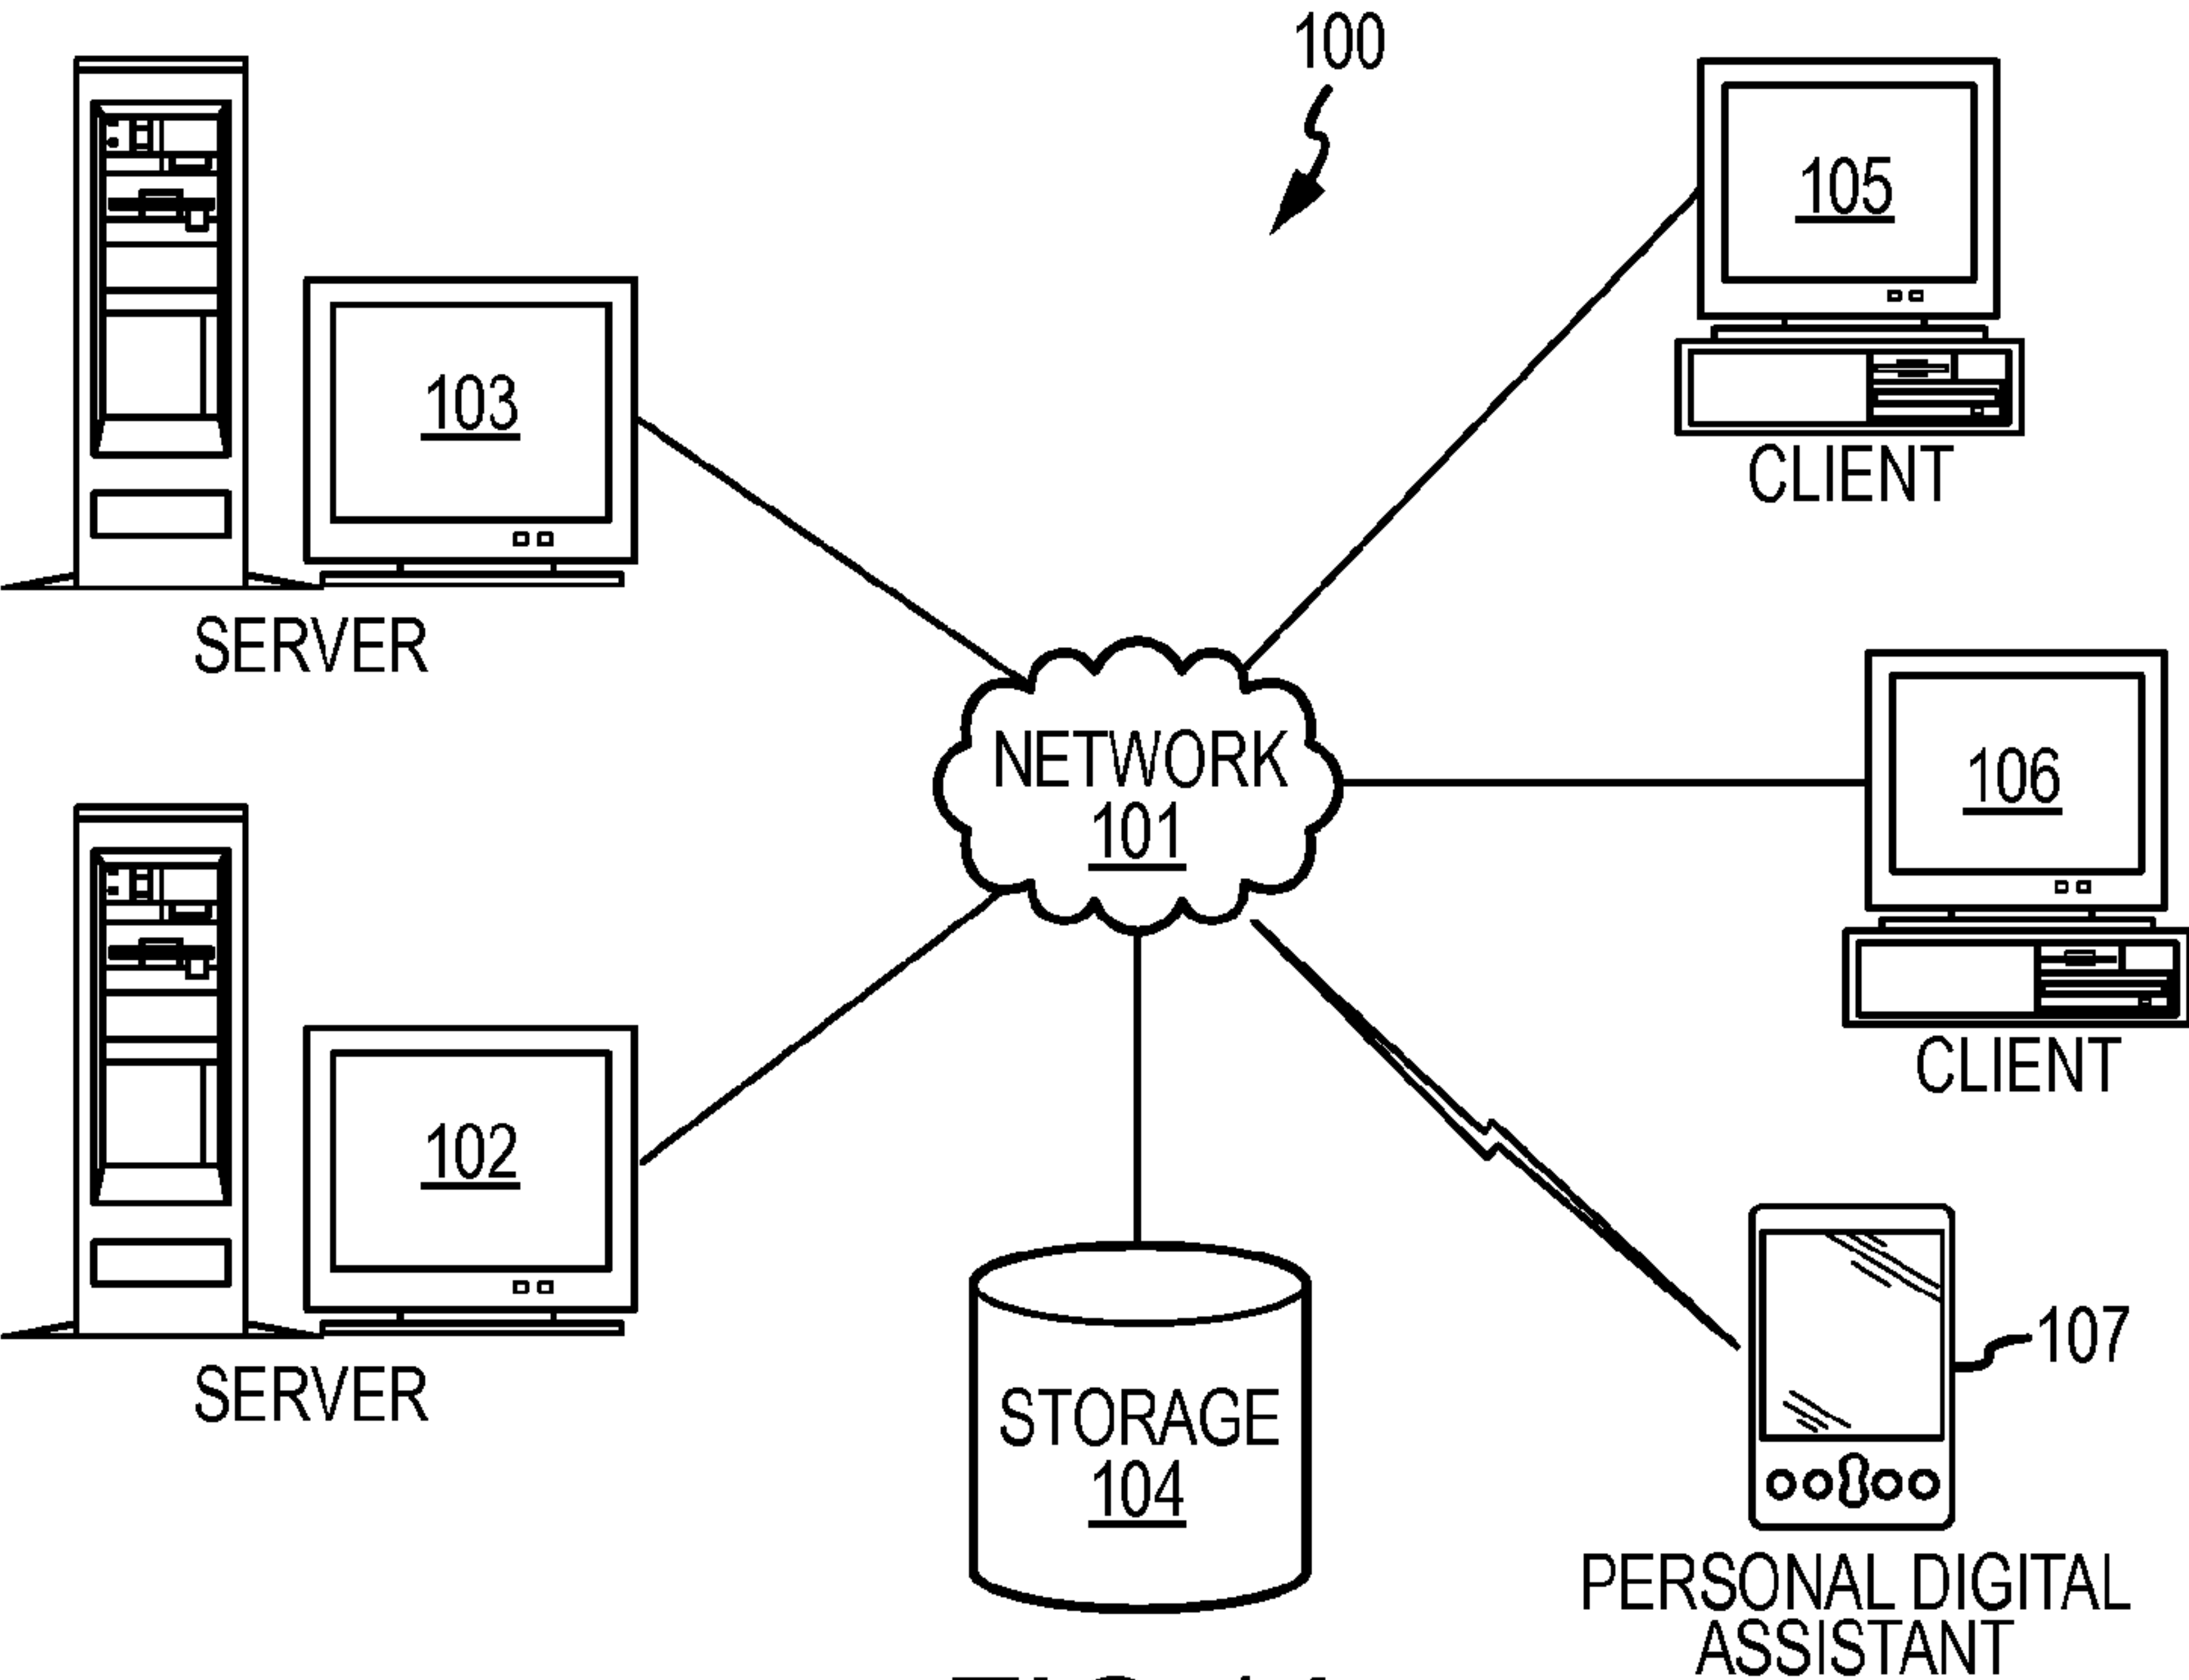 100
105
CLIENT
103
SERVER
NETWORK
101
106
CLIENT
102
SERVER
STORAGE
104
107
PERSONAL DIGITAL
ASSISTANT